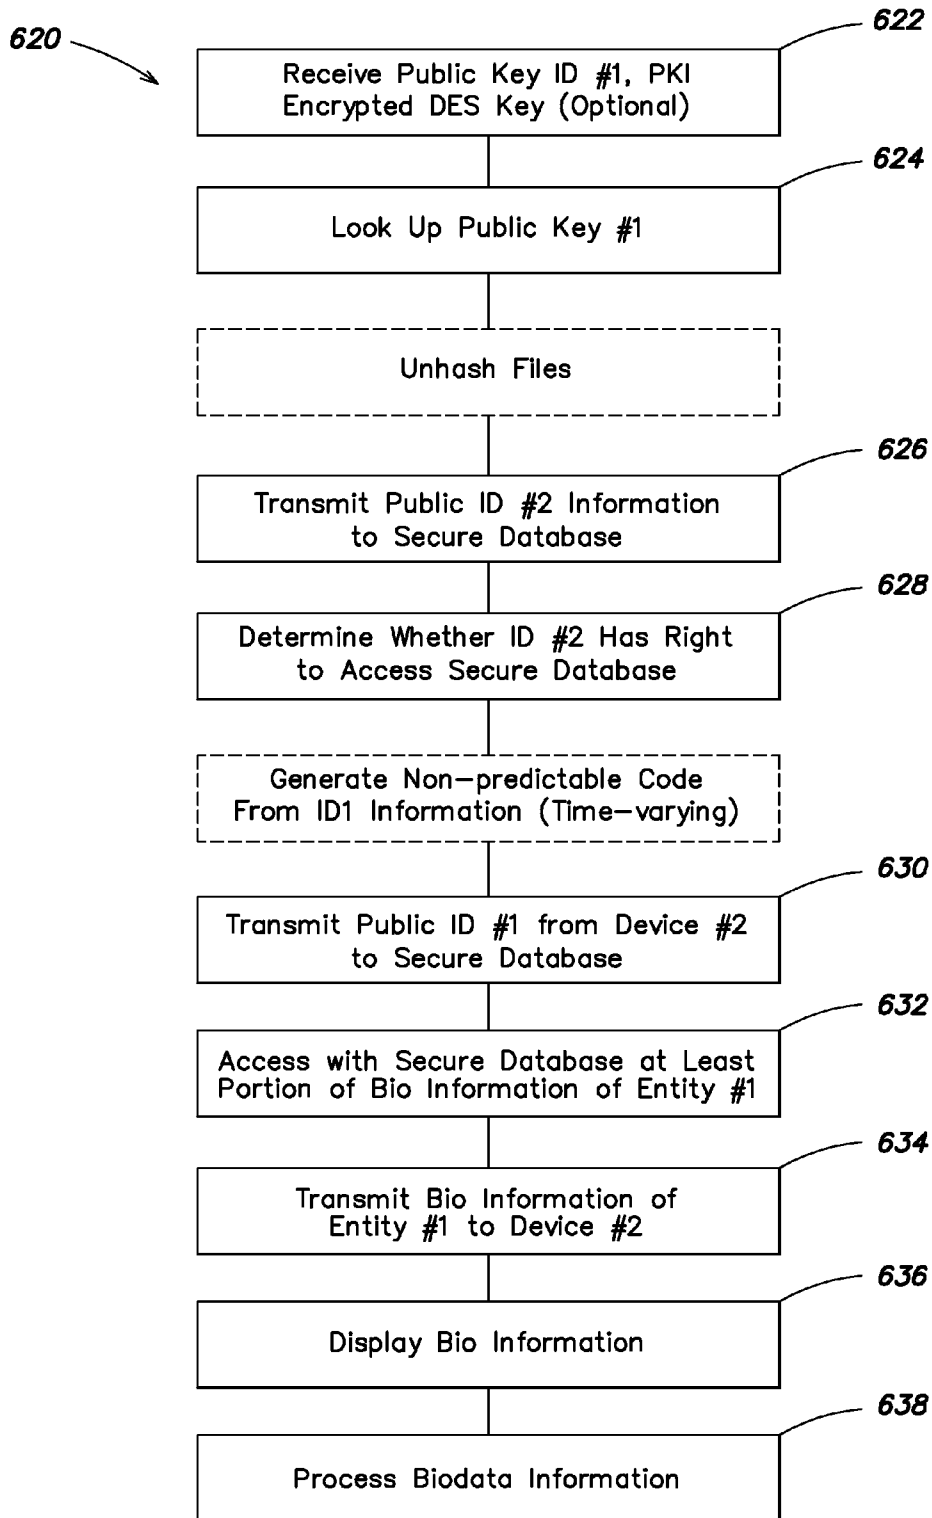 620
622
Receive Public Key ID #1, PKI
Encrypted DES Key (Optional)
624
Look Up Public Key #1
Unhash Files
626
Transmit Public ID #2 Information
to Secure Database
628
Determine Whether ID #2 Has Right
to Access Secure Database
Generate Non-predictable Code
From ID1 Information (Time-varying)
630
Transmit Public ID #1 from Device #2
to Secure Database
632
Access with Secure Database at Least
Portion of Bio Information of Entity #1
634
Transmit Bio Information of
Entity #1 to Device #2
636
Display Bio Information
638
Process Biodata Information